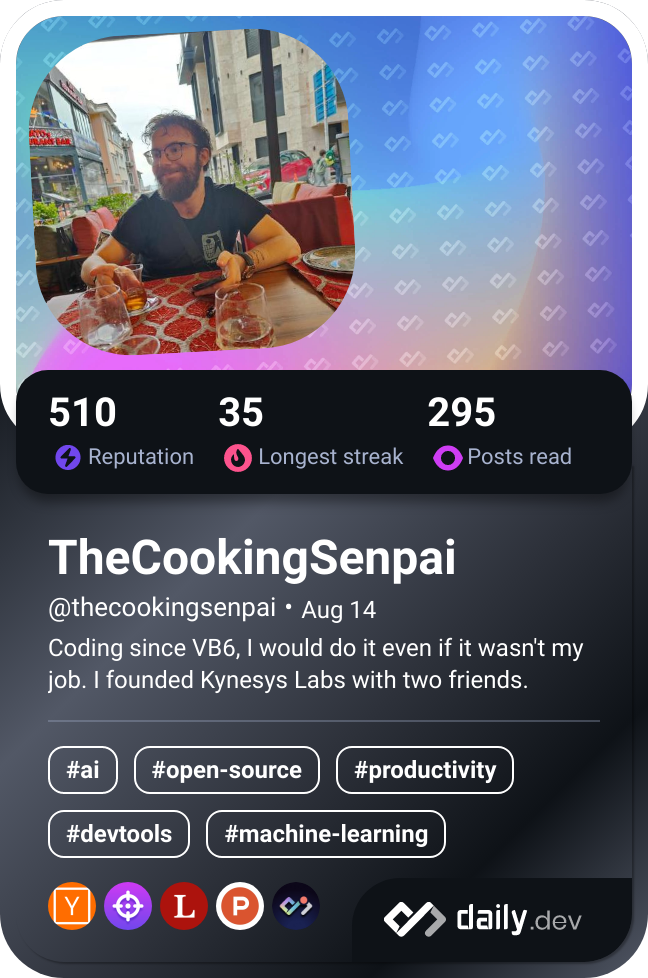 510
35
295
Reputation
Longest streak
Posts read
TheCookingSenpai
@thecookingsenpai • Aug 14
Coding since VB6, I would do it even if it wasn't my
job. I founded Kynesys Labs with two friends.
#ai
#open-source
#productivity
#devtools
#machine-learning
Y
L
P
daily.dev